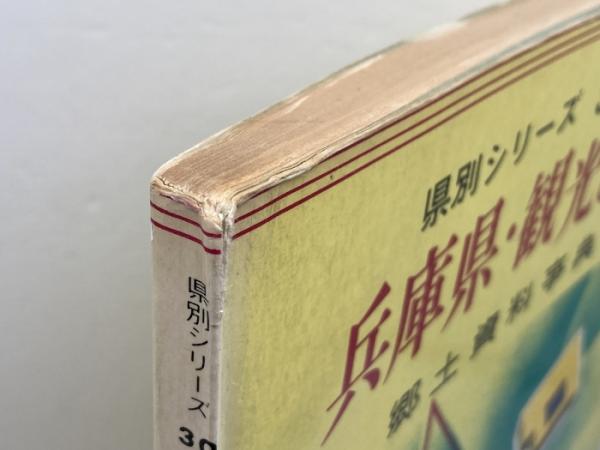 県別シリーズ
兵庫県・観光
郷土資料事典
県別シリーズ
30